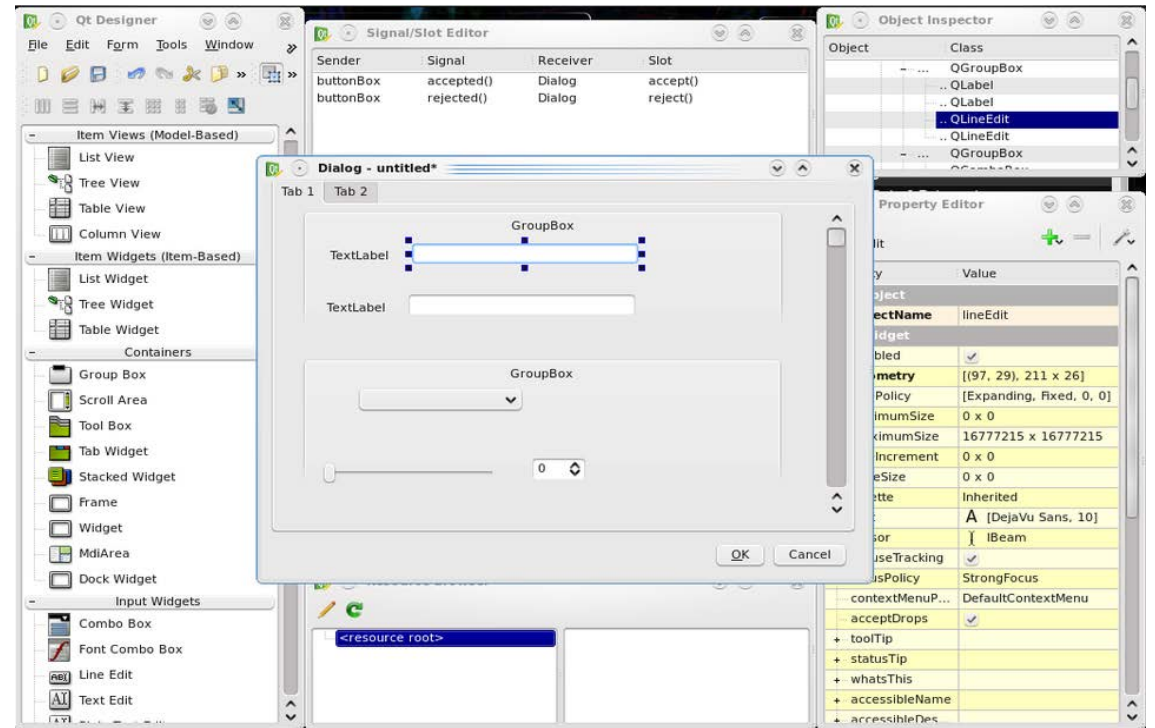 Qt Designer
File Edit Form Tools Window »
» »
Item Views (Model-Based)
List View
Tree View
Table View
Column View
Item Widgets (Item-Based)
List Widget
Tree Widget
Table Widget
Containers
Group Box
Scroll Area
Tool Box
Tab Widget
Stacked Widget
Frame
Widget
MdiArea
Dock Widget
Input Widgets
Combo Box
Font Combo Box
Line Edit
Text Edit
Signal/Slot Editor
Sender Signal Receiver Slot
buttonBox accepted() Dialog accept()
buttonBox rejected() Dialog reject()
Object Inspector
Object Class
- ... QGroupBox
.. QLabel
.. QLabel
.. QLineEdit
.. QLineEdit
- ... QGroupBox
Dialog - untitled*
Tab 1 Tab 2
GroupBox
TextLabel
TextLabel
GroupBox
0
OK Cancel
<resource root>
Property Editor
Value
lineEdit
[(97, 29), 211 x 26]
Policy [Expanding, Fixed, 0, 0]
0 x 0
16777215 x 16777215
Increment 0 x 0
0 x 0
Inherited
A [DejaVu Sans, 10]
IBeam
StrongFocus
contextMenuP... DefaultContextMenu
acceptDrops
+ toolTip
+ statusTip
+ whatsThis
+ accessibleName
+ accessibleDes